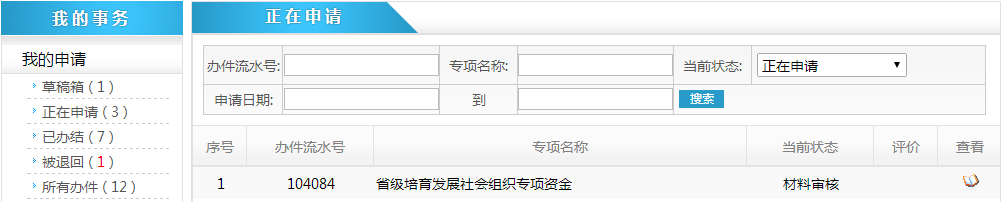 我的事务
我的申请
草稿箱 ( 1 )
正在申请 ( 3 )
已办结 ( 7 )
被退回 ( 1 )
所有办件 ( 12 )
正在申请
办件流水号: 专项名称: 当前状态: 正在申请
申请日期: 到 搜索
序号 办件流水号 专项名称 当前状态 评价 查看
1 104084 省级培育发展社会组织专项资金 材料审核